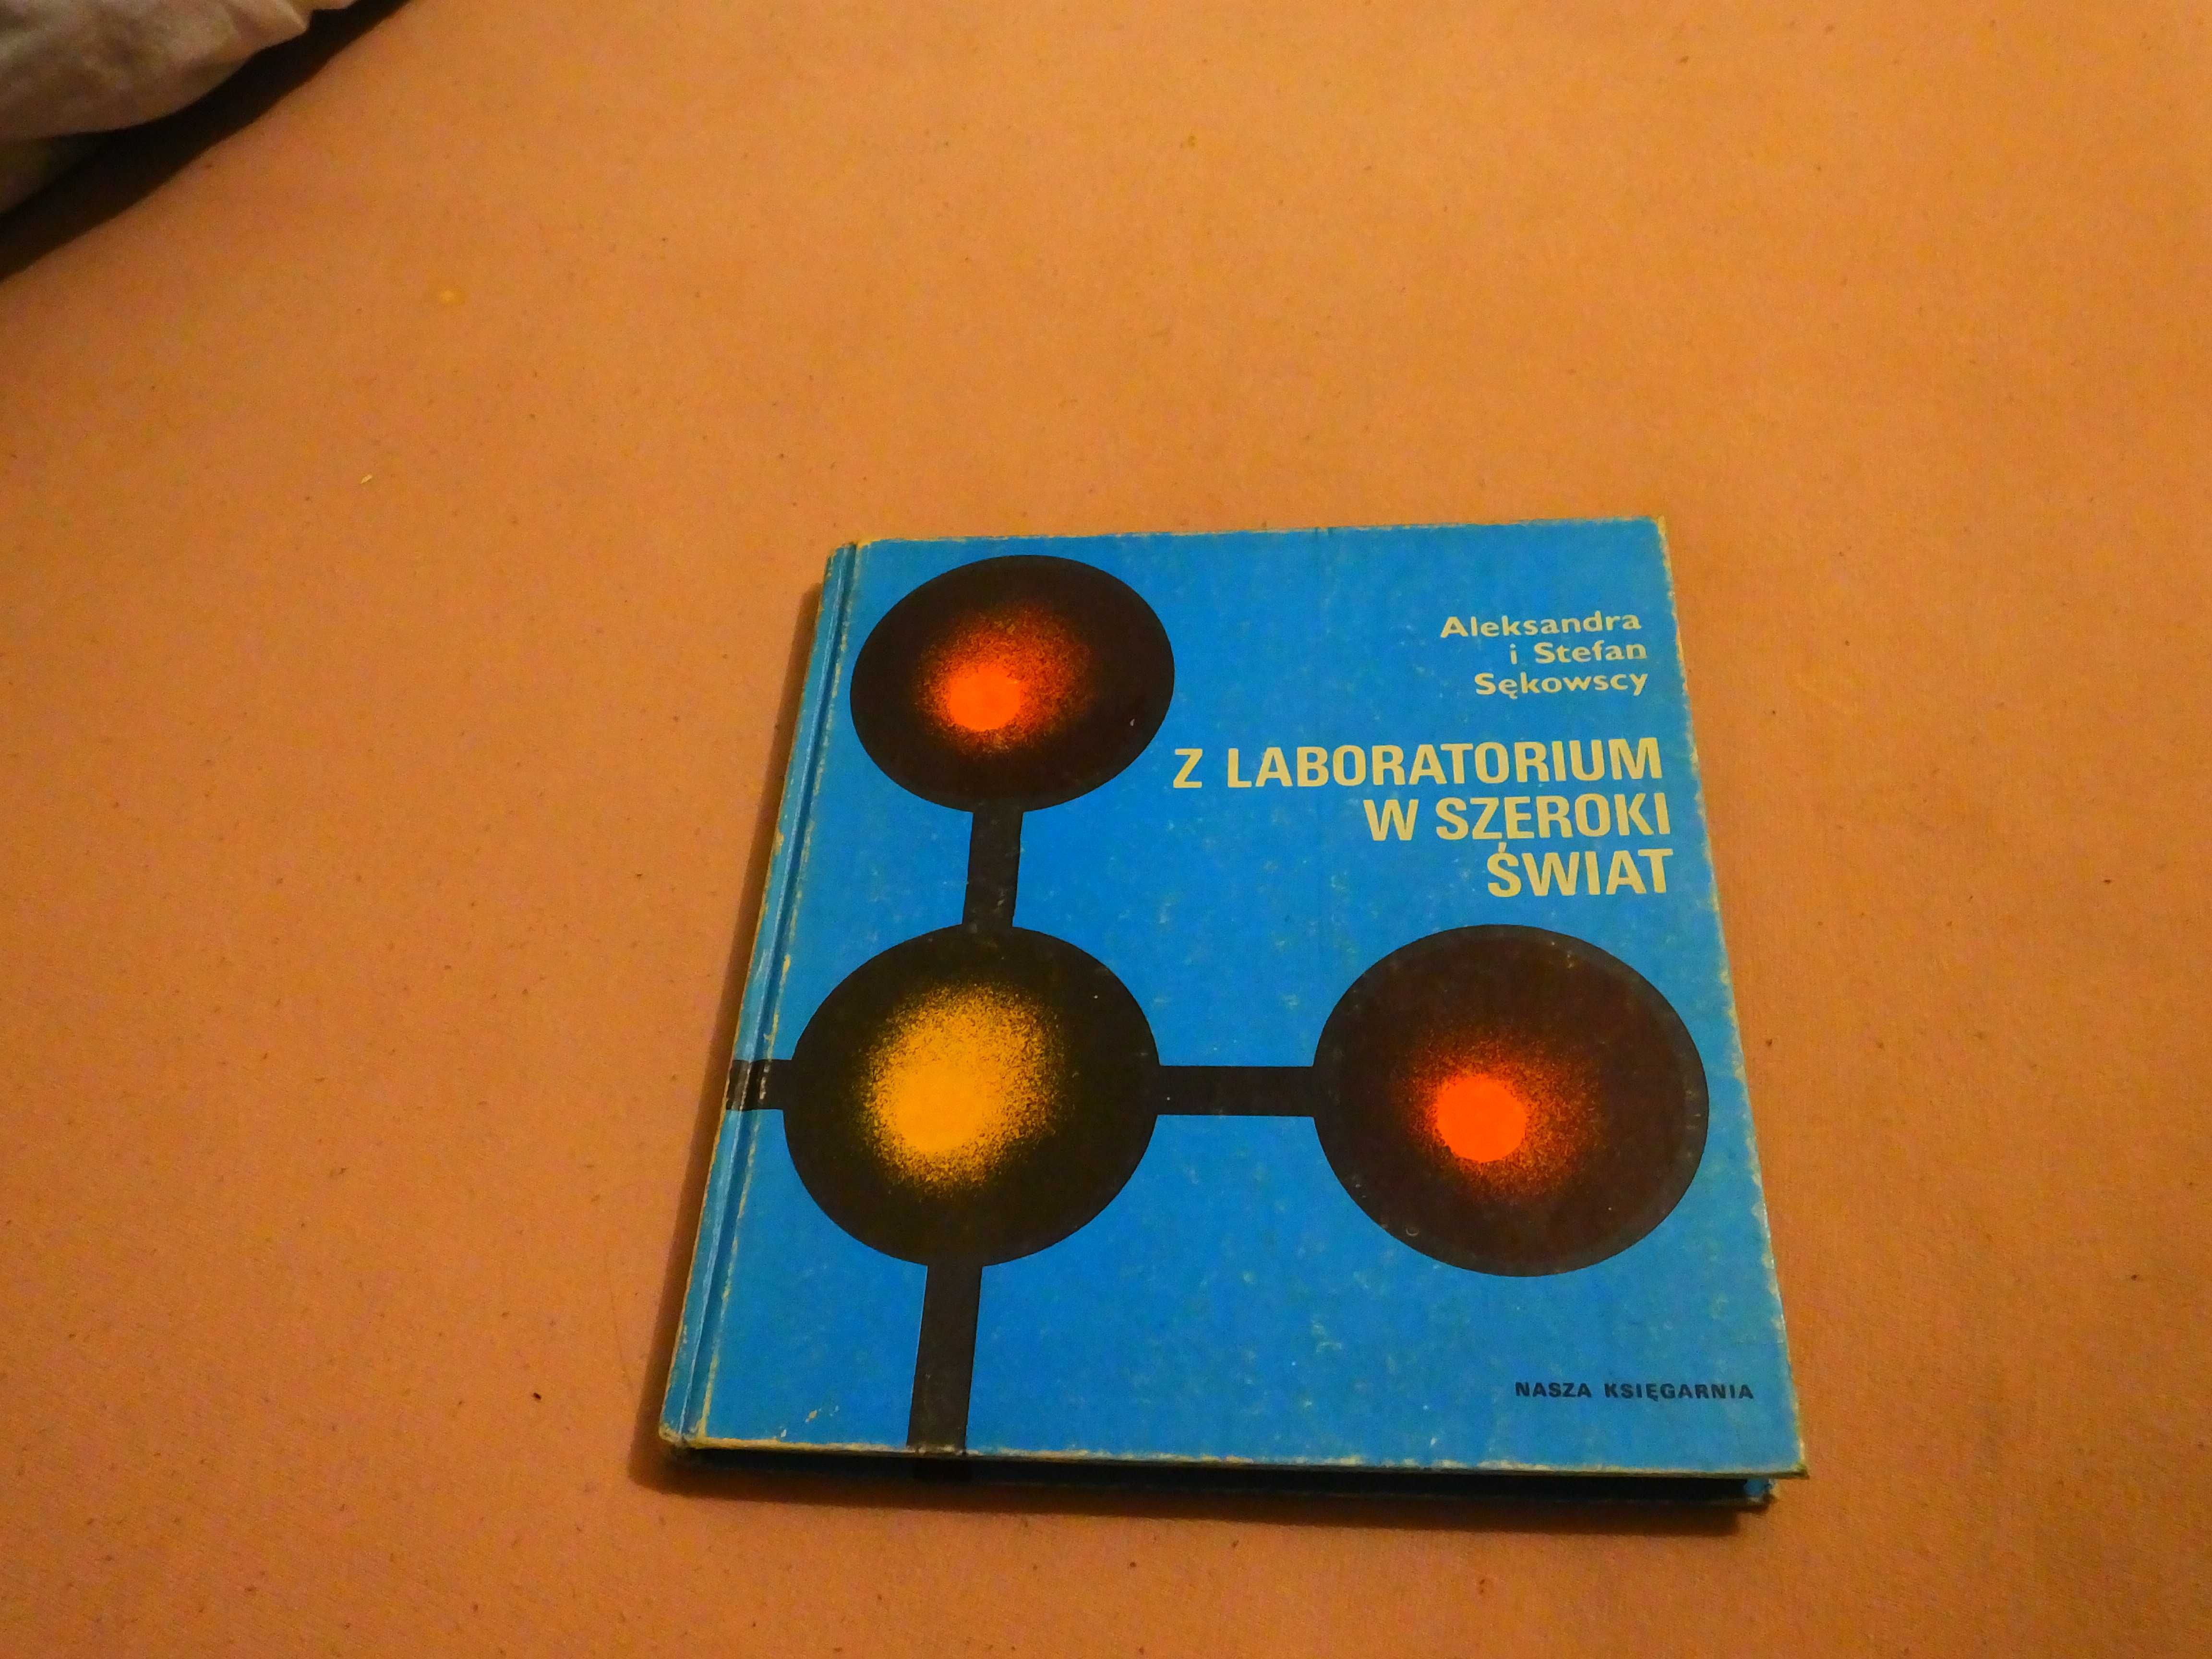 Aleksandra
i Stefan
Sękowscy
Z LABORATORIUM
W SZEROKI
ŚWIAT
NASZA KSIĘGARNIA